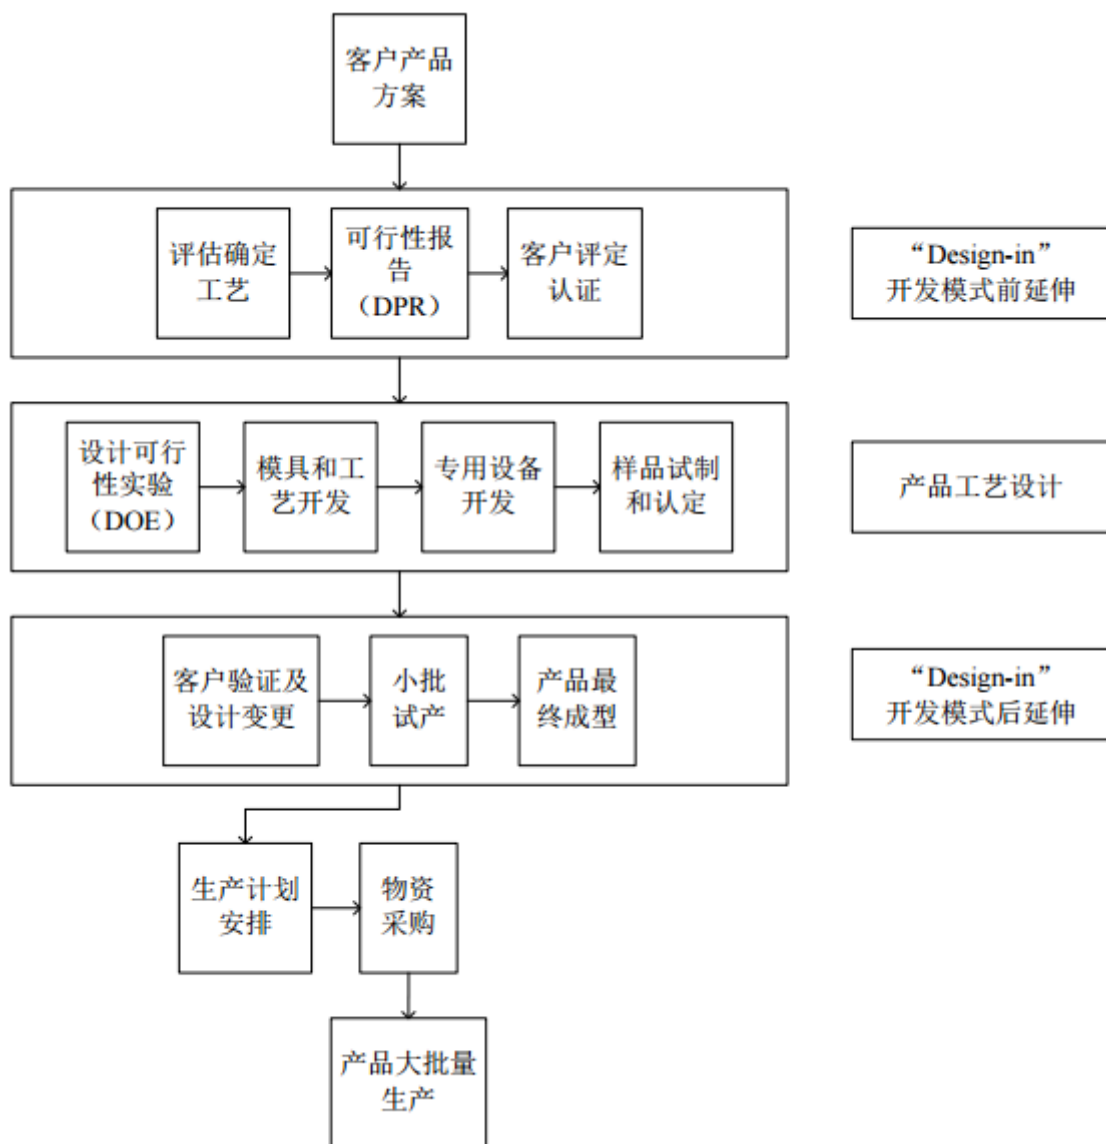 客户产品
方案
评估确定
工艺
可行性报
告
（DPR）
客户评定
认证
“Design-in”
开发模式前延伸
设计可行
性实验
（DOE）
模具和工
艺开发
专用设备
开发
样品试制
和认定
产品工艺设计
客户验证及
设计变更
小批
试产
产品最
终成型
“Design-in”
开发模式后延伸
生产计划
安排
物资
采购
产品大批量
生产